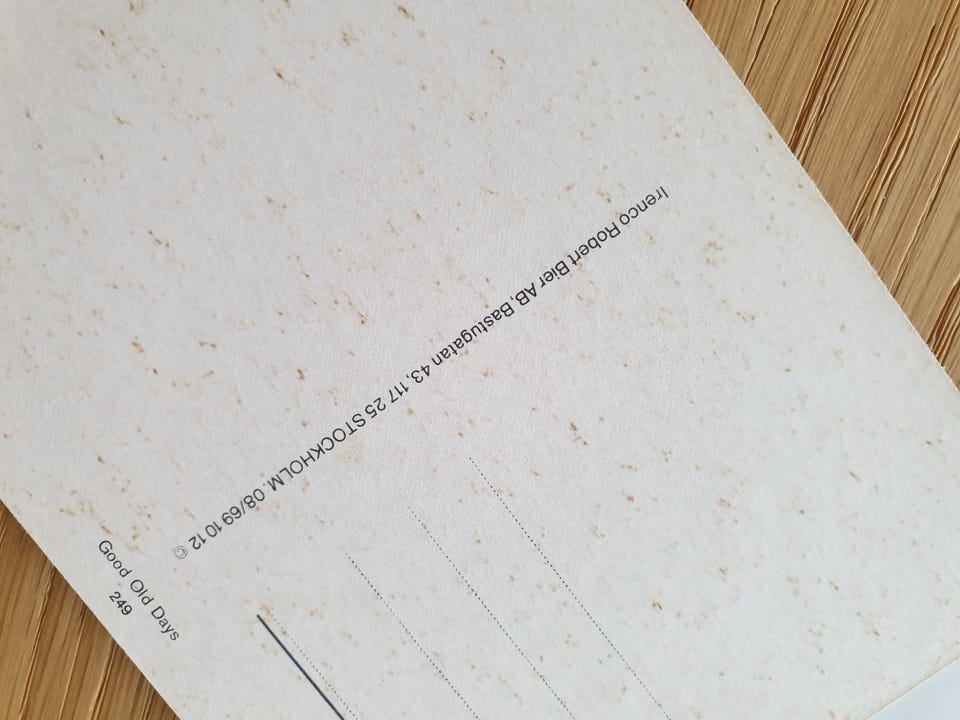 Irenco Robert Bier AB, Bastugatan 43, 117 25 STOCKHOLM. 08/69 10 12 ©
Good Old Days
249